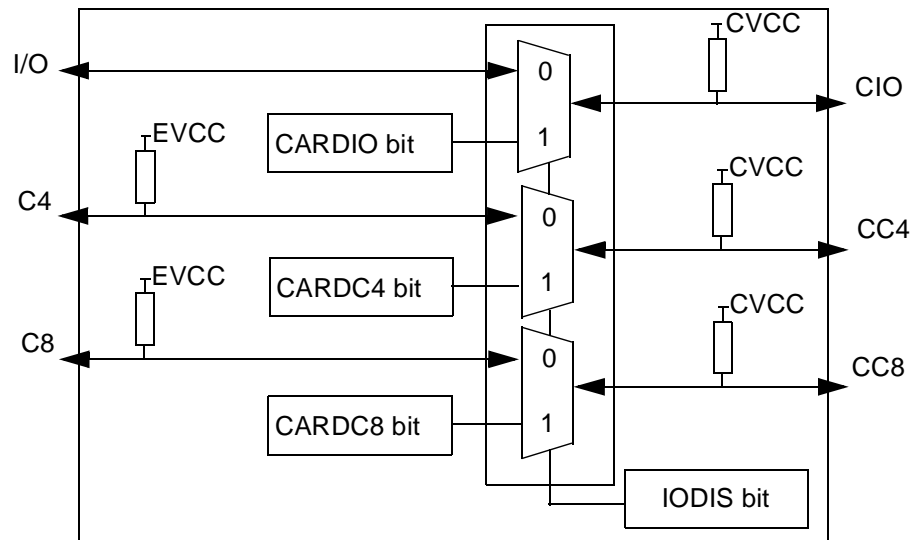 CVCC
I/O
0
CIO
EVCC
CARDIO bit
1
CVCC
C4
0
CC4
EVCC
CARDC4 bit
1
CVCC
C8
0
CC8
CARDC8 bit
1
IODIS bit